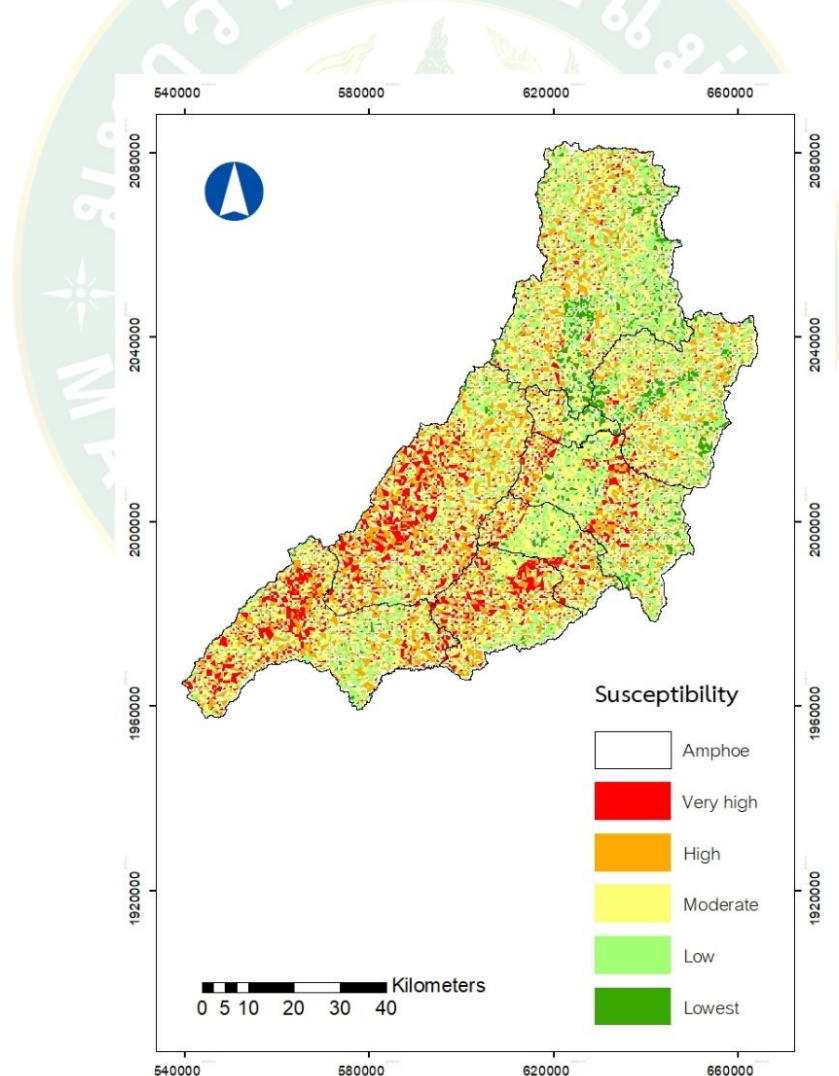 540000 580000 620000 660000
2080000 2080000
2040000 2040000
2000000 2000000
1960000 1960000
1920000 1920000
Susceptibility
Amphoe
Very high
High
Moderate
Low
Lowest
Kilometers
0 5 10 20 30 40
540000 580000 620000 660000